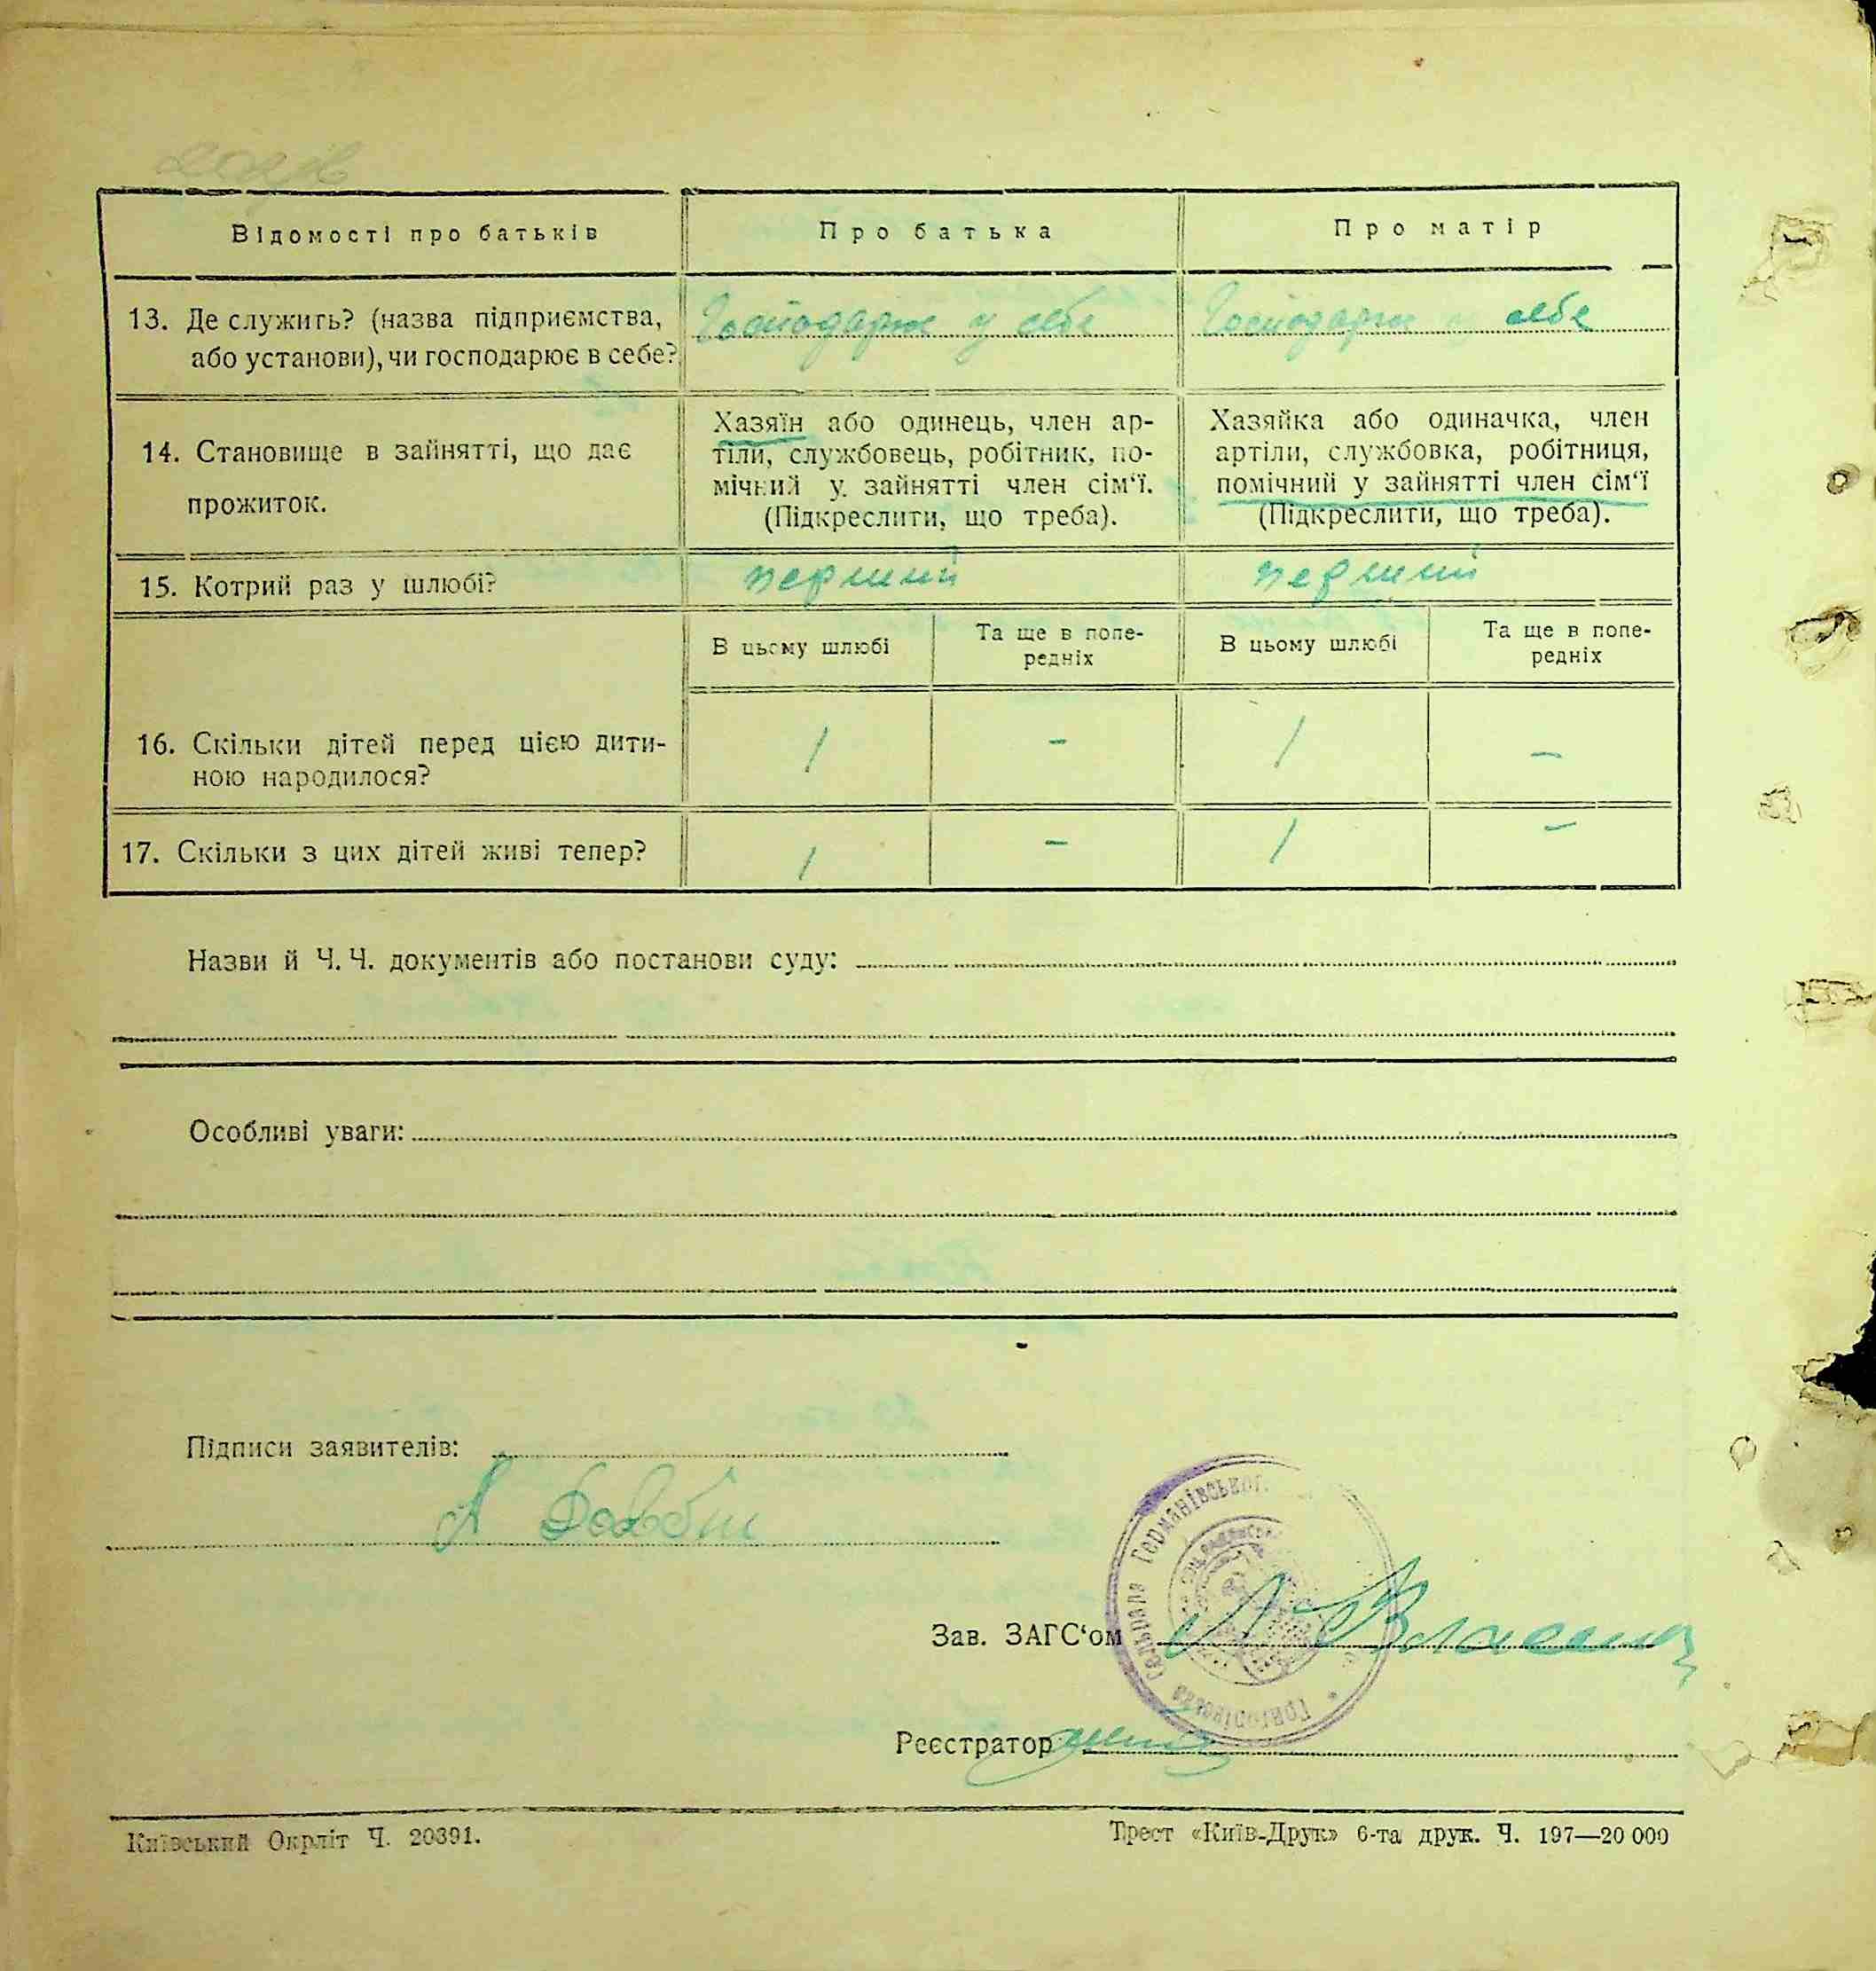 Відомості про батьків
Про батька
Про матір
13. Де служить? (назва підприємства,
або установи), чи господарює в себе?
Господарює у себе
Господарює у себе
14. Становище в зайнятті, що дає
прожиток.
Хазяїн або одинець, член ар-
тіли, службовець, робітник, по-
мічний у зайнятті член сім‘ї.
(Підкреслити, що треба).
Хазяйка або одиначка, член
артіли, службовка, робітниця,
помічний у зайнятті член сім‘ї
(Підкреслити, що треба).
15. Котрий раз у шлюбі?
перший
перший
В цьому шлюбі
Та ще в попе-
редніх
В цьому шлюбі
Та ще в попе-
редніх
16. Скільки дітей перед цією дити-
ною народилося?
1
-
1
-
17. Скільки з цих дітей живі тепер?
1
-
1
-
Назви й Ч. Ч. документів або постанови суду:
Особливі уваги:
Підписи заявителів:
А Довбиш
Германівського
сільрада
Григорівська
Зав. ЗАГС‘ом
Реєстратор
Київський Окрліт Ч. 20391.
Трест «Київ-Друк» 6-та друк. Ч. 197—20 000